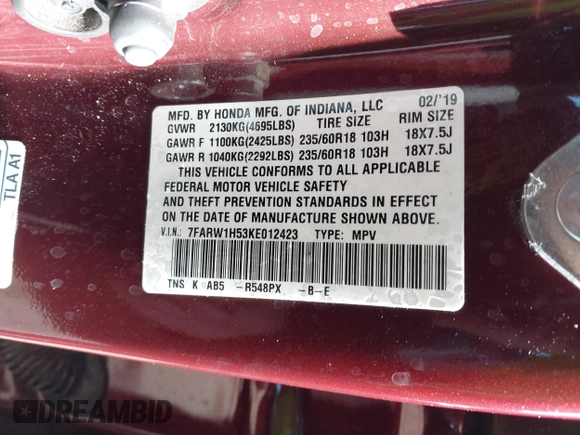 MFD. BY HONDA MFG. OF INDIANA, LLC 02/'19
GVWR 2130KG(4695LBS) TIRE SIZE RIM SIZE
GAWR F 1100KG(2425LBS) 235/60R18 103H 18X7.5J
GAWR R 1040KG(2292LBS) 235/60R18 103H 18X7.5J
THIS VEHICLE CONFORMS TO ALL APPLICABLE
FEDERAL MOTOR VEHICLE SAFETY
AND THEFT PREVENTION STANDARDS IN EFFECT
ON THE DATE OF MANUFACTURE SHOWN ABOVE.
V.I.N.: 7FARW1H53KE012423 TYPE: MPV
TNS K AB5 -R548PX -B-E
TLA A1
DREAMBID